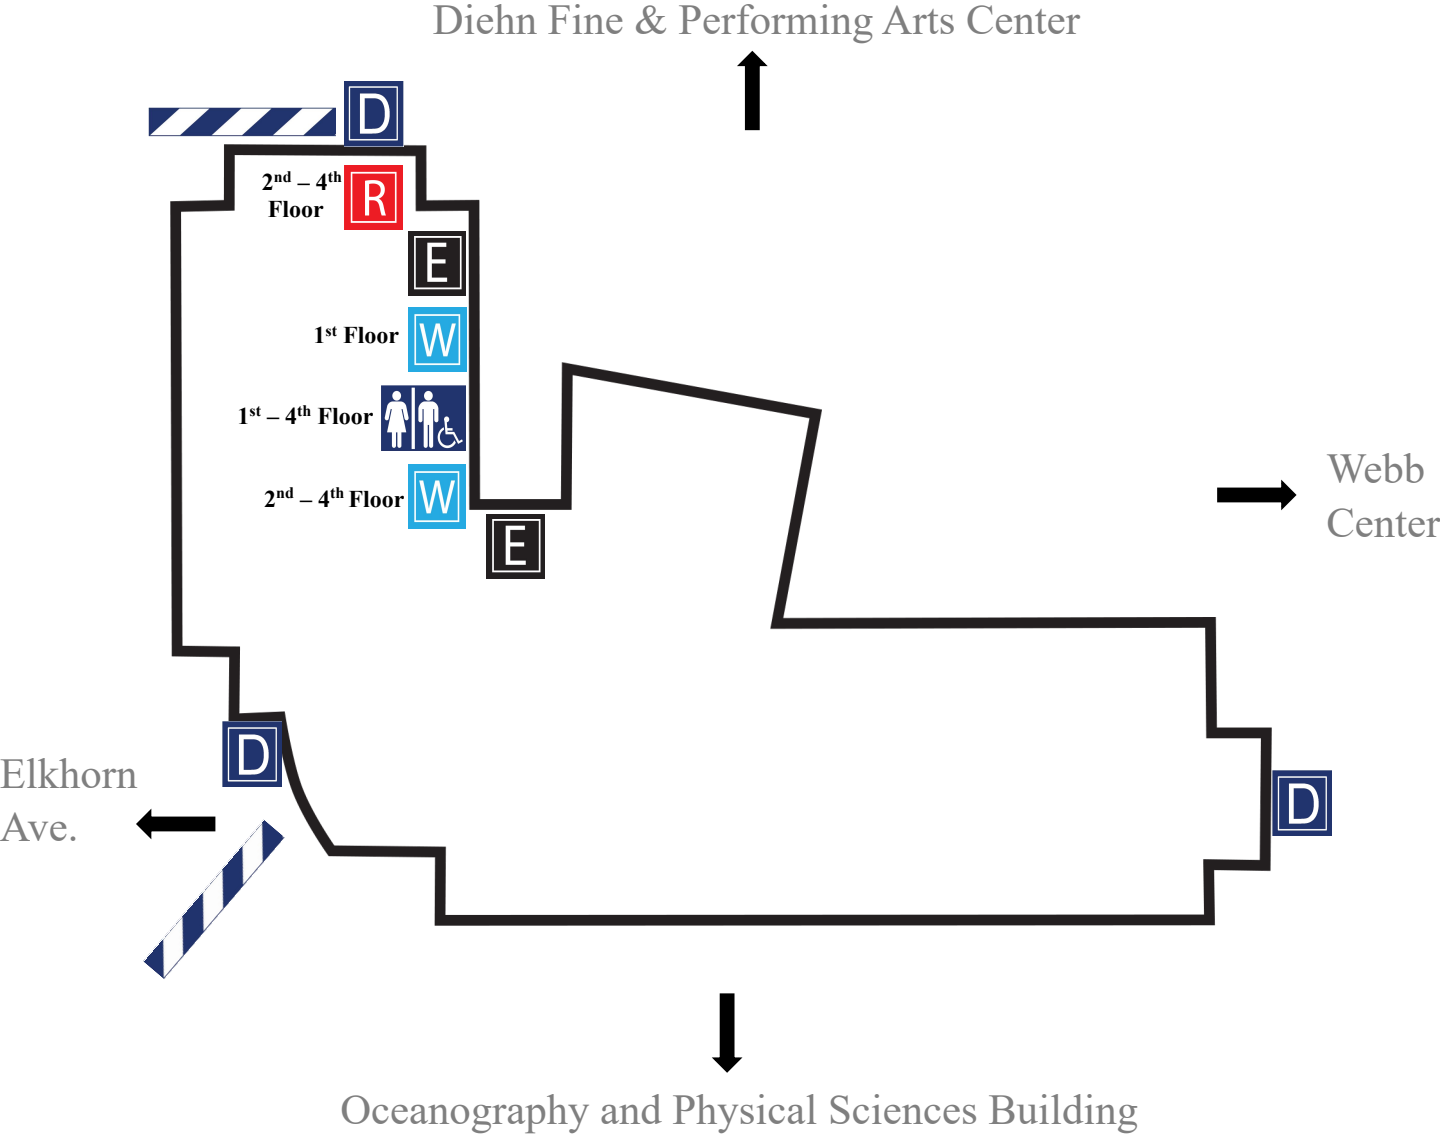 Diehn Fine & Performing Arts Center
D
2nd – 4th
Floor
R
E
1st Floor
W
1st – 4th Floor
2nd – 4th Floor
W
E
Webb
Center
D
Elkhorn
Ave.
D
Oceanography and Physical Sciences Building